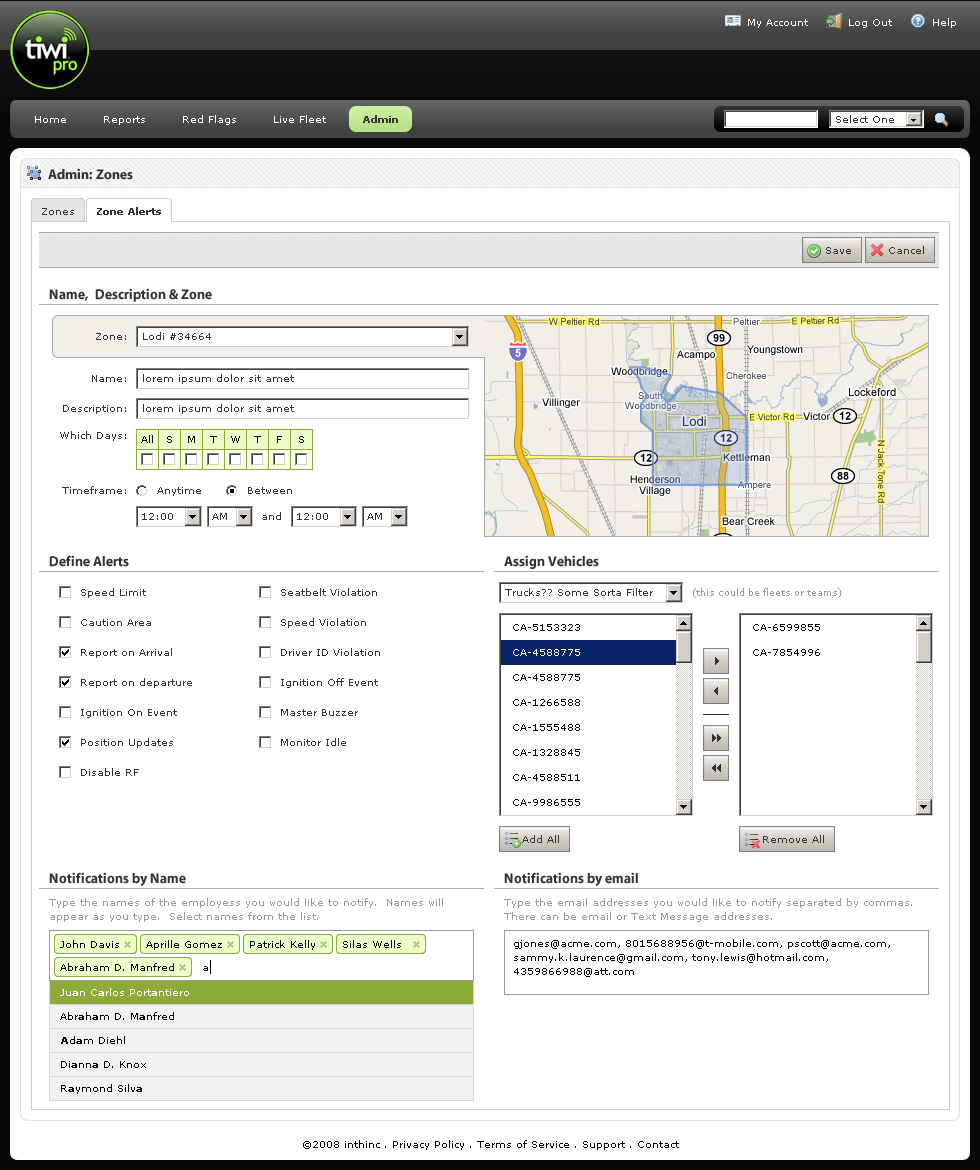 My Account Log Out Help
tiwi
pro
Home Reports Red Flags Live Fleet Admin Select One
Admin: Zones
Zones Zone Alerts
Save Cancel
Name, Description & Zone
Zone: Lodi #34664
Name: lorem ipsum dolor sit amet
Description: lorem ipsum dolor sit amet
Which Days: All S M T W T F S
Timeframe: Anytime Between
12:00 AM and 12:00 AM
W Peltier Rd Peltier E Peltier Rd
99
5 Acampo Youngstown
Woodbridge Cherokee
South Woodbridge Lockeford
Villinger
Lodi E Victor Rd Victor 12
12
12 Kettleman
N Jack Tone Rd
Henderson Village Ampere 88
Bear Creek
Define Alerts
Speed Limit Seatbelt Violation
Caution Area Speed Violation
Report on Arrival Driver ID Violation
Report on departure Ignition Off Event
Ignition On Event Master Buzzer
Position Updates Monitor Idle
Disable RF
Assign Vehicles
Trucks?? Some Sorta Filter (this could be fleets or teams)
CA-5153323
CA-4588775
CA-4588775
CA-1266588
CA-1555488
CA-1328845
CA-4588511
CA-9986555
CA-6599855
CA-7854996
Add All Remove All
Notifications by Name
Type the names of the employess you would like to notify. Names will
appear as you type. Select names from the list.
John Davis Aprille Gomez Patrick Kelly Silas Wells
Abraham D. Manfred a
Juan Carlos Portantiero
Abraham D. Manfred
Adam Diehl
Dianna D. Knox
Raymond Silva
Notifications by email
Type the email addresses you would like to notify separated by commas.
There can be email or Text Message addresses.
gjones@acme.com, 8015688956@t-mobile.com, pscott@acme.com,
sammy.k.laurence@gmail.com, tony.lewis@hotmail.com,
4359866988@att.com
©2008 inthinc . Privacy Policy . Terms of Service . Support . Contact